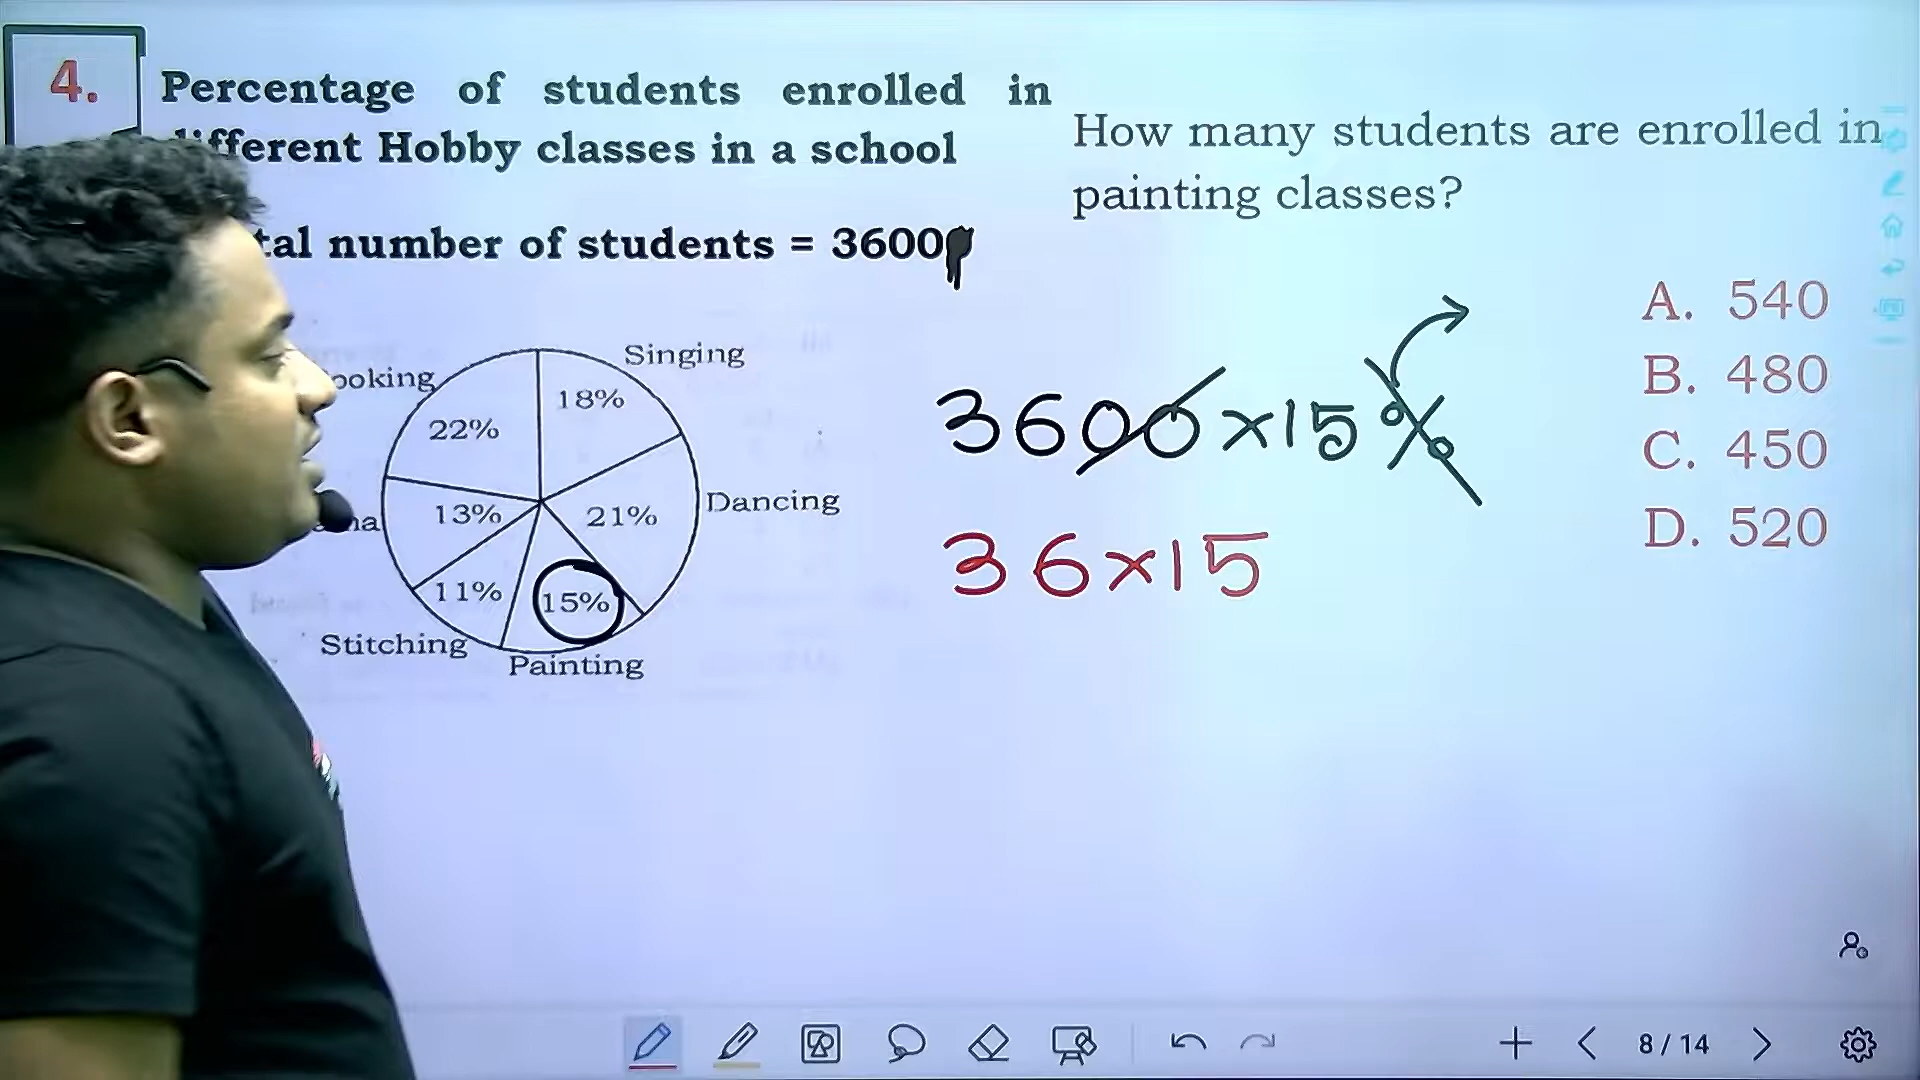 4.
Percentage of students enrolled in
different Hobby classes in a school
tal number of students = 3600
How many students are enrolled in
painting classes?
A. 540
B. 480
C. 450
D. 520
3600×15%
36×15
Singing
18%
ooking
22%
Dancing
21%
13%
ma
11%
15%
Stitching
Painting
8 / 14